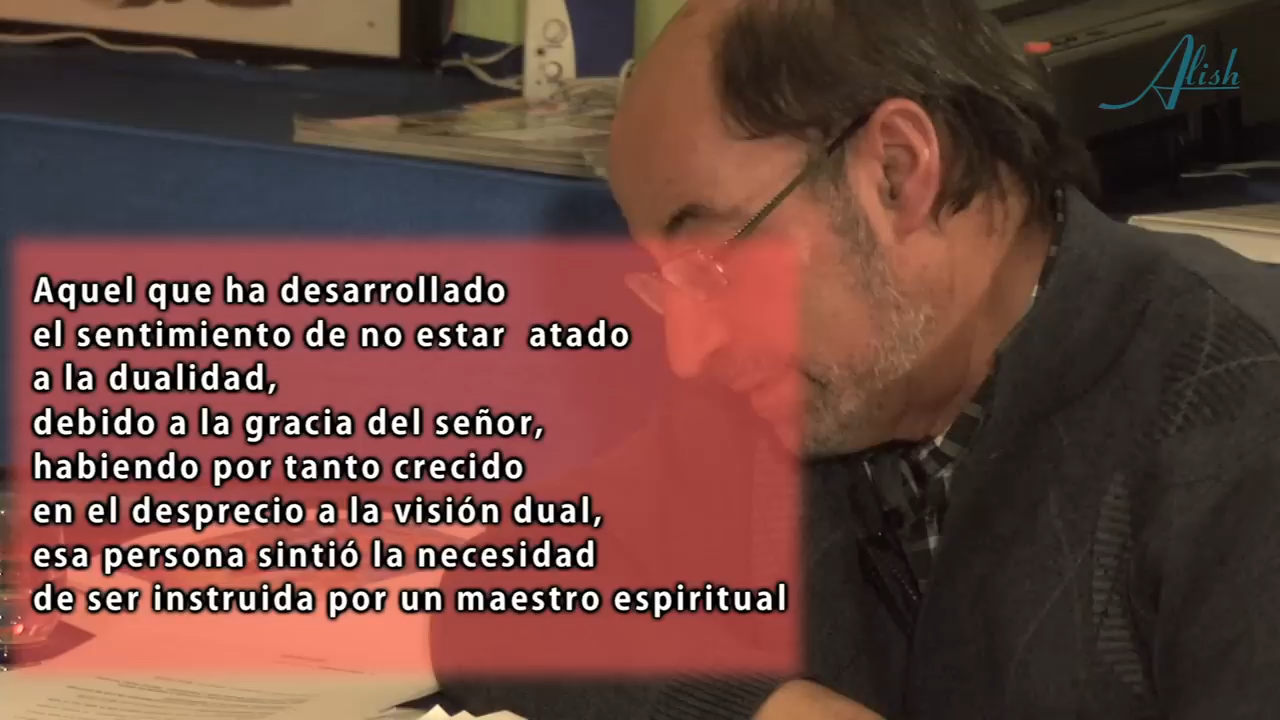 Alish
Aquel que ha desarrollado
el sentimiento de no estar  atado
a la dualidad,
debido a la gracia del señor,
habiendo por tanto crecido
en el desprecio a la visión dual,
esa persona sintió la necesidad
de ser instruida por un maestro espiritual